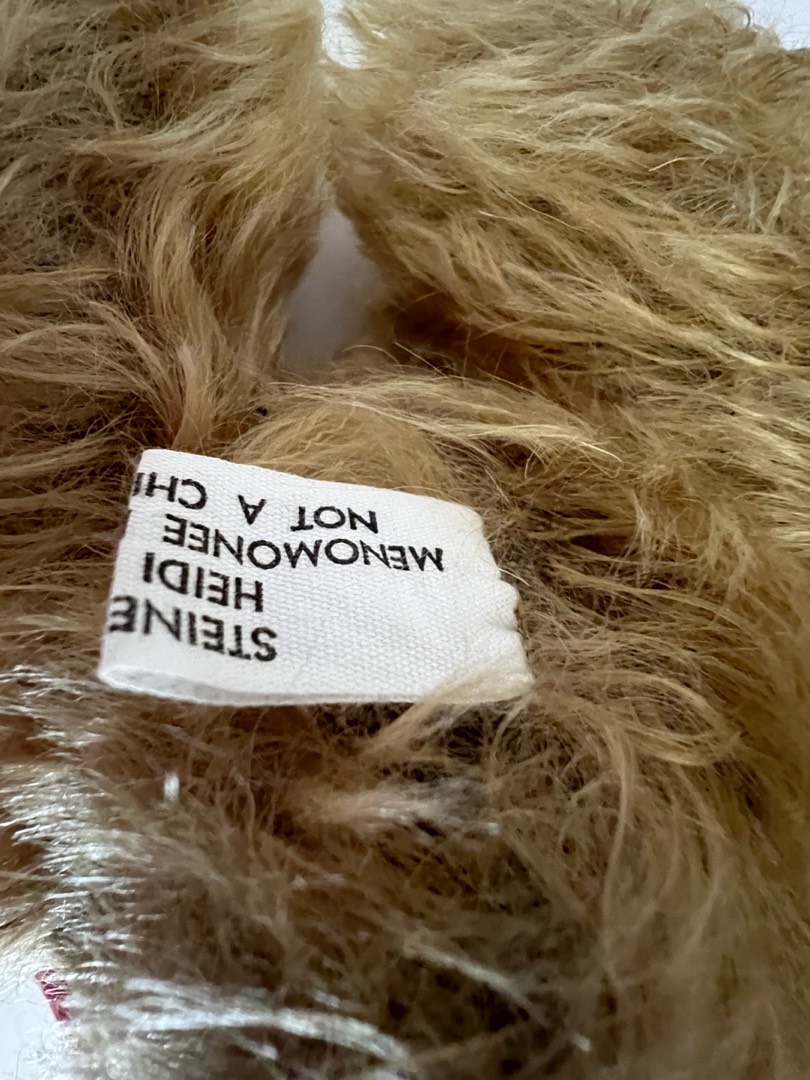 STEINE
HEIDI
MENOMONEE
NOT A CHI